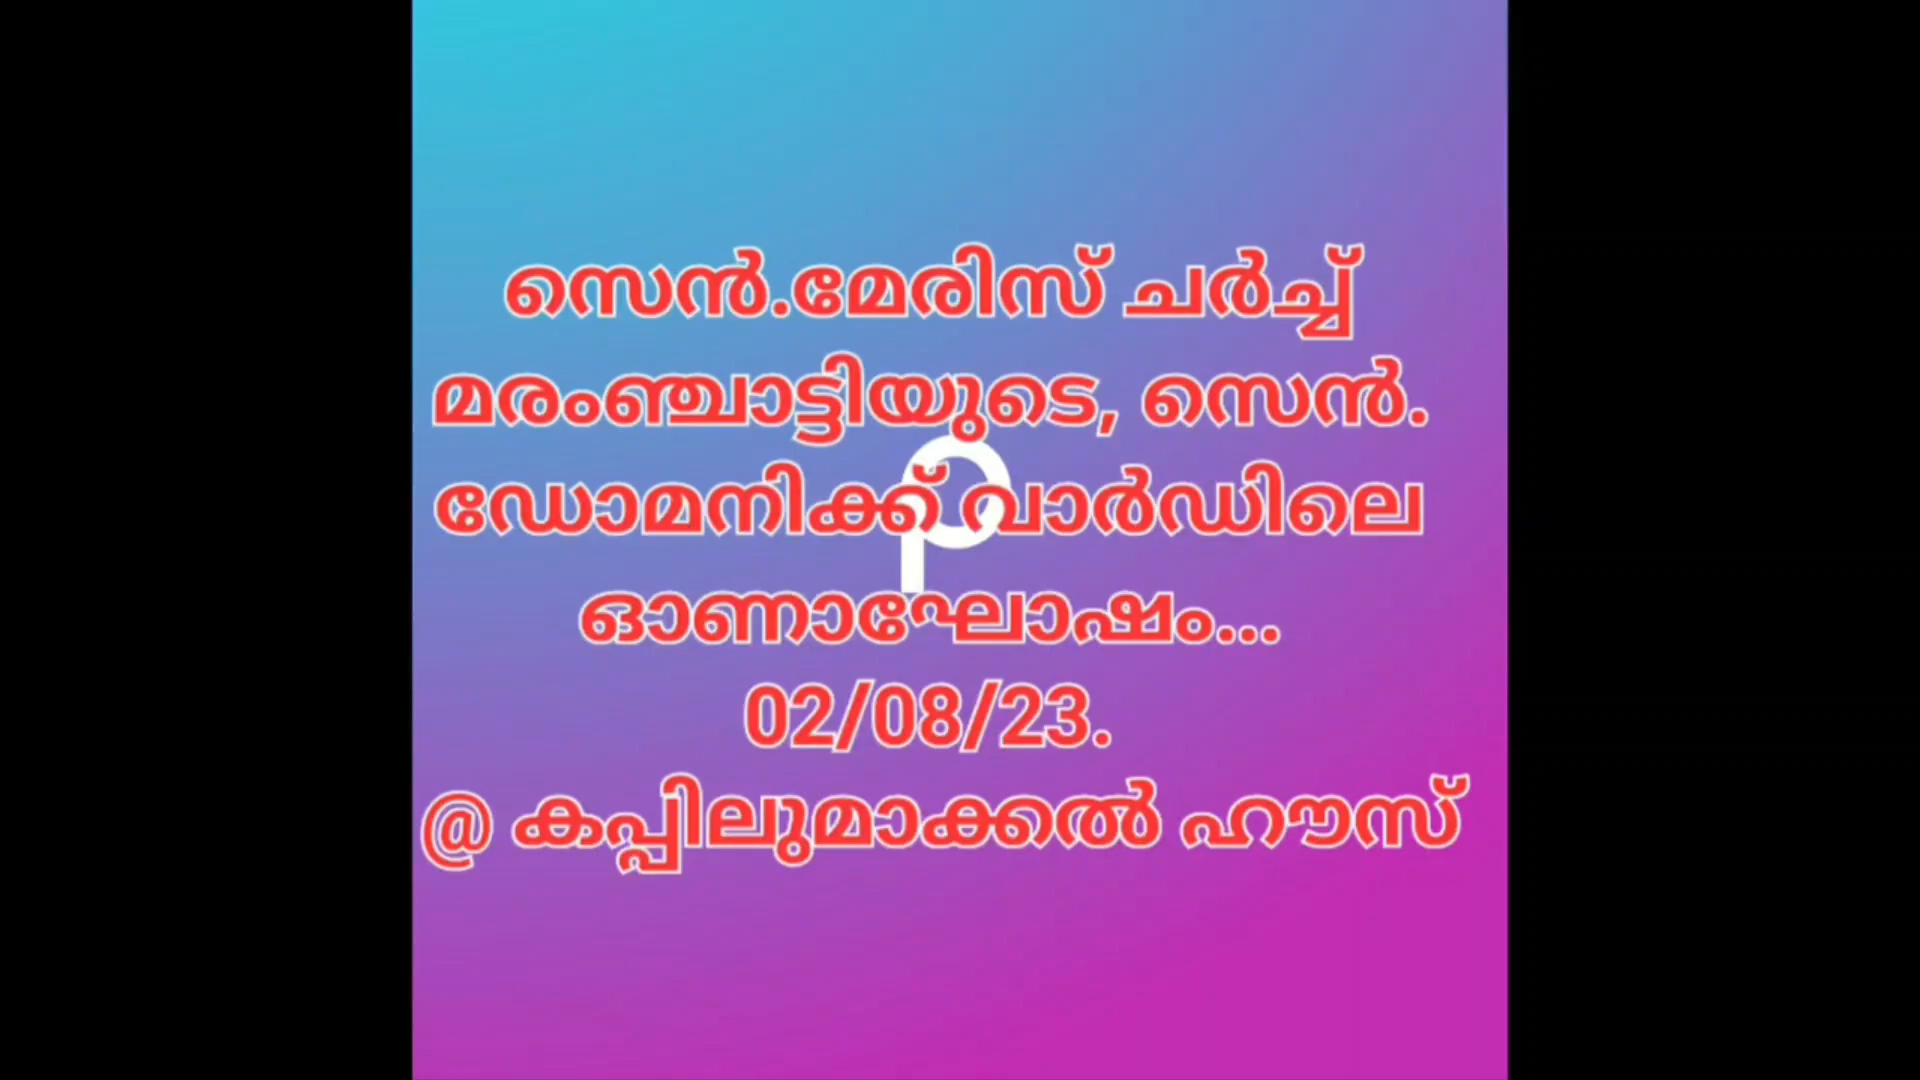 സെൻ.മേരിസ് ചർച്ച്
മരംഞ്ചാട്ടിയുടെ, സെൻ.
ഡോമനിക്ക് വാർഡിലെ
ഓണാഘോഷം...
02/08/23.
@ കപ്പിലുമാക്കൽ ഹൗസ്